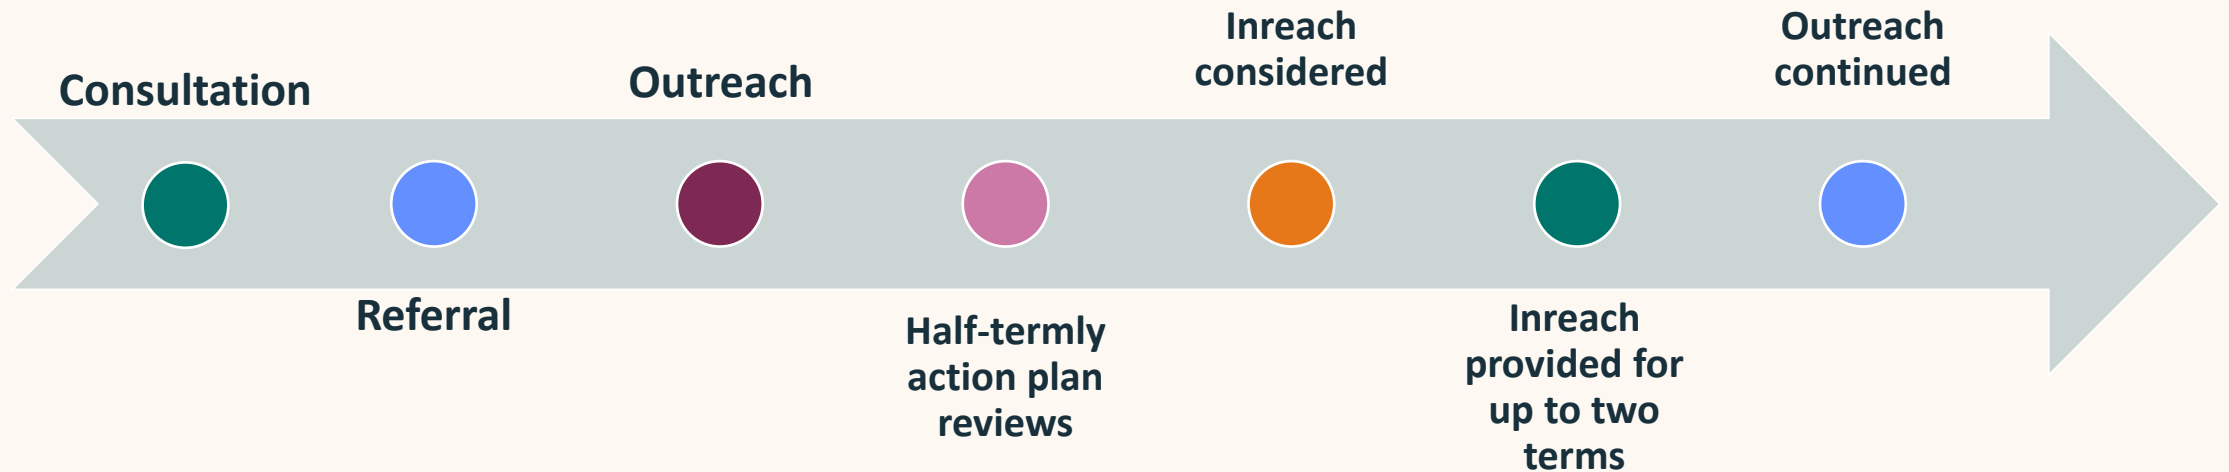 Consultation
Referral
Outreach
Half-termly
action plan
reviews
Inreach
considered
Inreach
provided for
up to two
terms
Outreach
continued